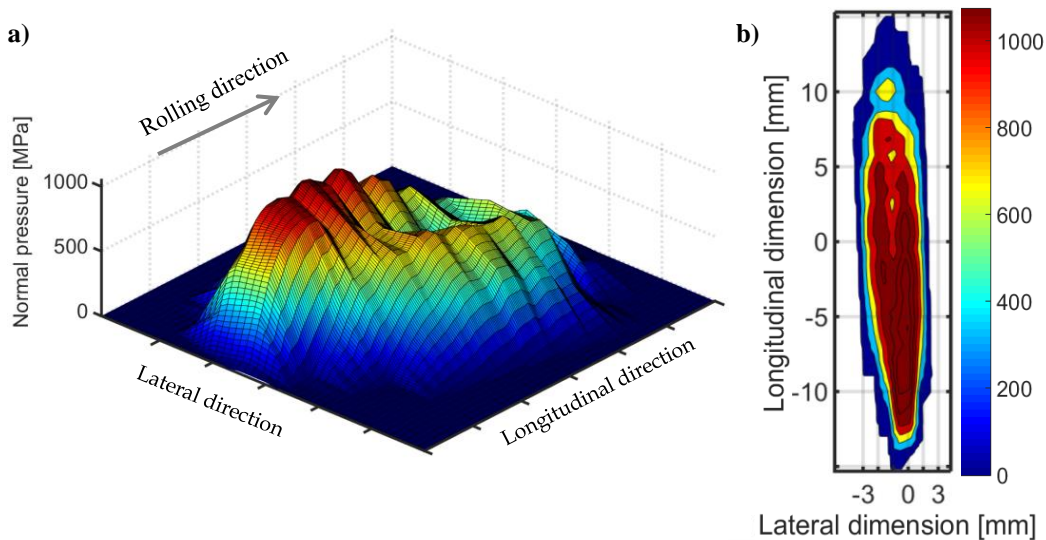 a)
Rolling direction
Normal pressure [MPa]
1000
500
0
Lateral direction
Longitudinal direction
b)
Longitudinal dimension [mm]
10
5
0
-5
-10
-3 0 3
Lateral dimension [mm]
1000
800
600
400
200
0